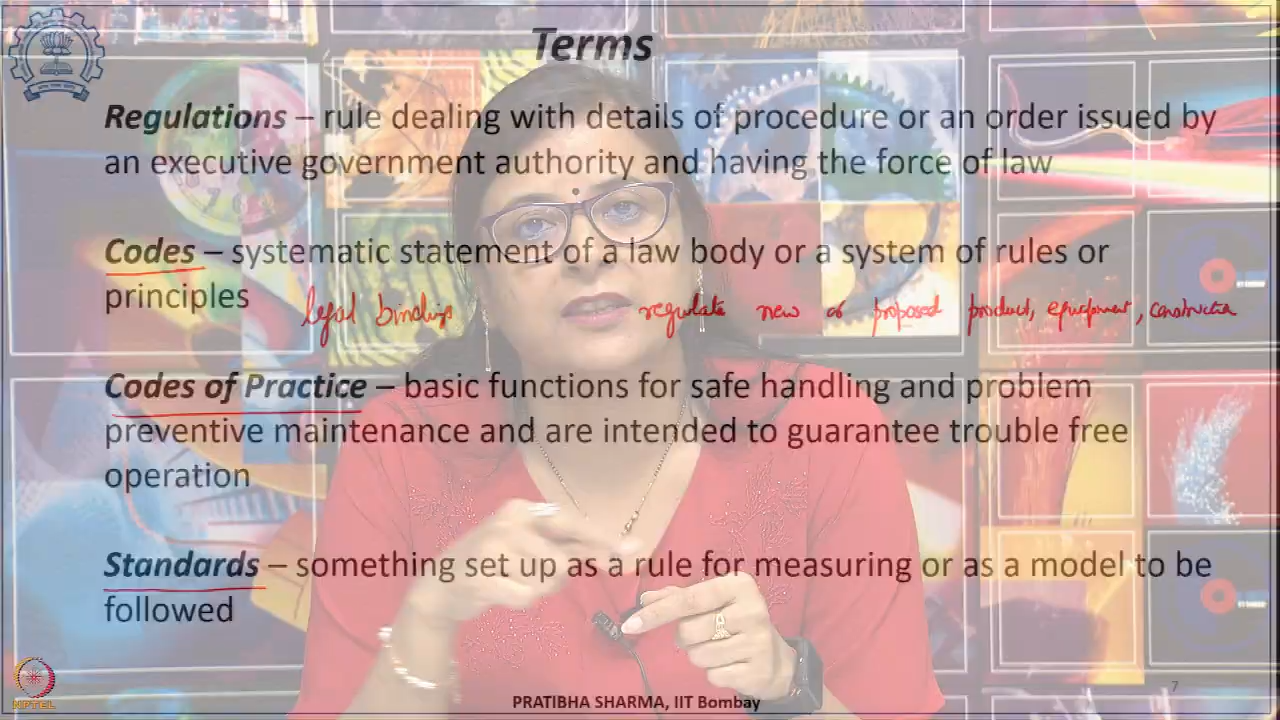 Terms
Regulations – rule dealing with details of procedure or an order issued by
an executive government authority and having the force of law
Codes – systematic statement of a law body or a system of rules or
principles
legal bindings regulate new or proposed product, equipment, construction
Codes of Practice – basic functions for safe handling and problem
preventive maintenance and are intended to guarantee trouble free
operation
Standards – something set up as a rule for measuring or as a model to be
followed
7
NPTEL
PRATIBHA SHARMA, IIT Bombay